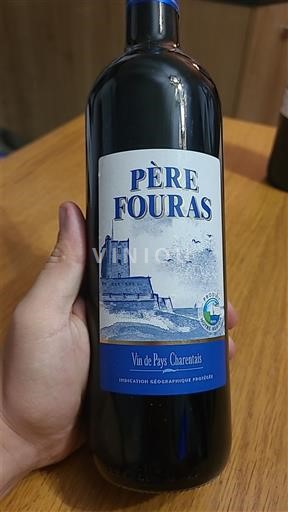 PÈRE
FOURAS
Vin de Pays Charentais
INDICATION GÉOGRAPHIQUE PROTÉGÉE